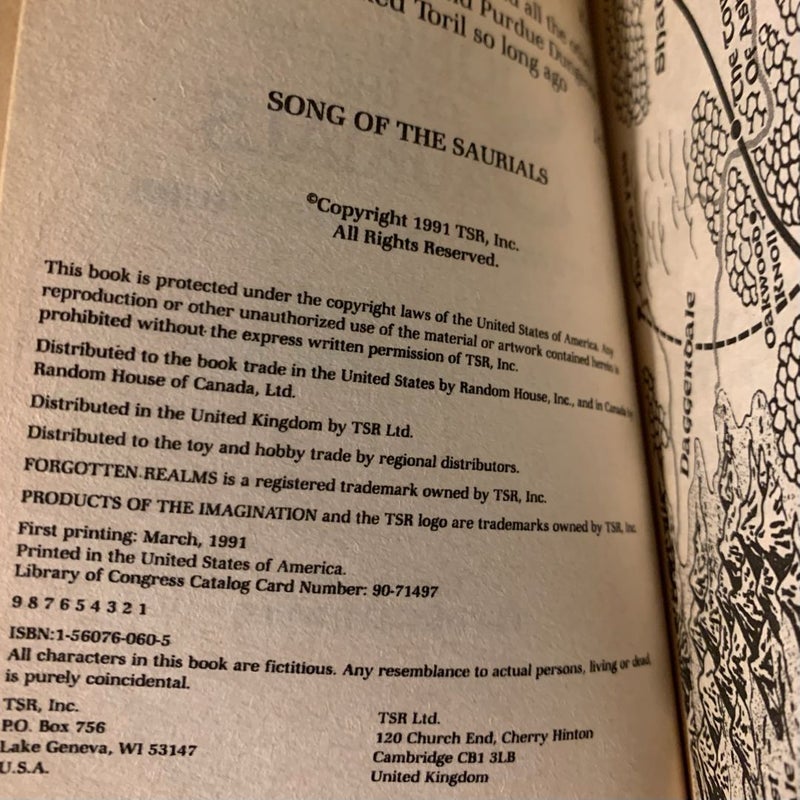 all the
Purdue
Toril so long ago
SONG OF THE SAURIALS
©Copyright 1991 TSR, Inc.
All Rights Reserved.
This book is protected under the copyright laws of the United States of America. Any
reproduction or other unauthorized use of the material or artwork contained herein is
prohibited without the express written permission of TSR, Inc.
Distributed to the book trade in the United States by Random House, Inc., and in Canada by
Random House of Canada, Ltd.
Distributed in the United Kingdom by TSR Ltd.
Distributed to the toy and hobby trade by regional distributors.
FORGOTTEN REALMS is a registered trademark owned by TSR, Inc.
PRODUCTS OF THE IMAGINATION and the TSR logo are trademarks owned by TSR, Inc.
First printing: March, 1991
Printed in the United States of America.
Library of Congress Catalog Card Number: 90-71497
9 8 7 6 5 4 3 2 1
ISBN:1-56076-060-5
All characters in this book are fictitious. Any resemblance to actual persons, living or dead,
is purely coincidental.
TSR, Inc.
P.O. Box 756
Lake Geneva, WI 53147
U.S.A.
TSR Ltd.
120 Church End, Cherry Hinton
Cambridge CB1 3LB
United Kingdom
Daggerdale